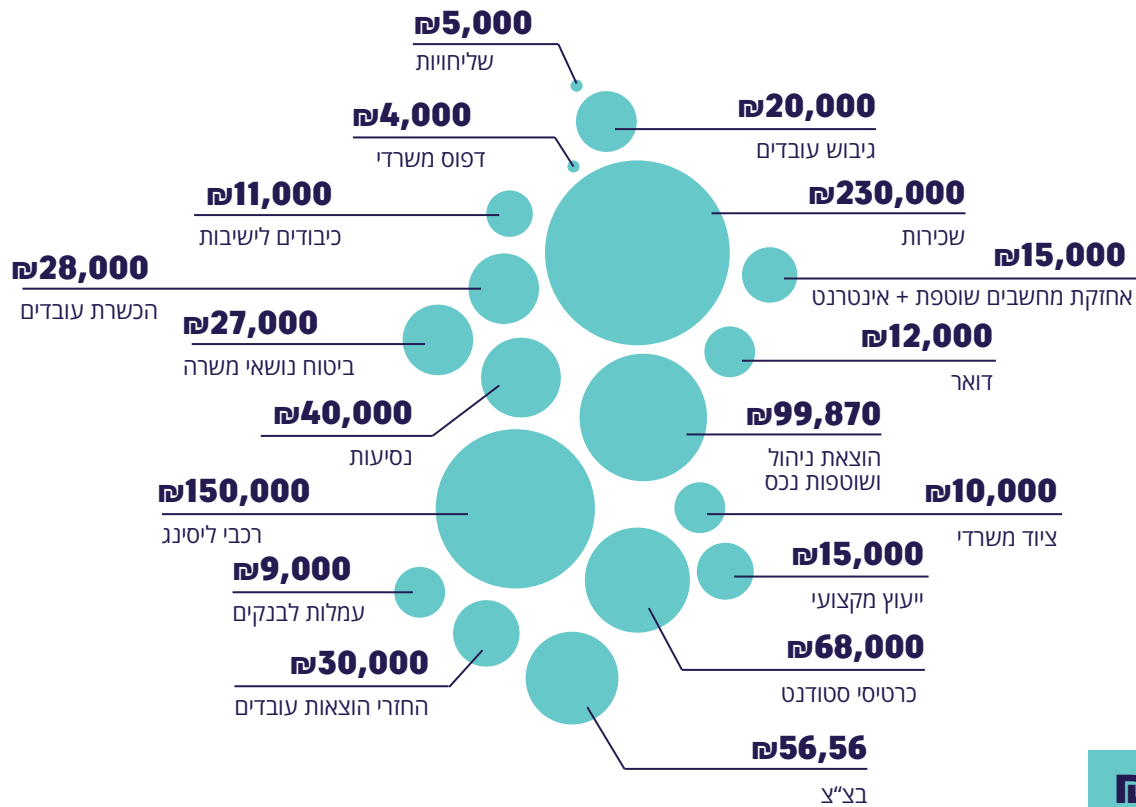 ₪5,000
שליחויות
₪20,000
גיבוש עובדים
₪4,000
דפוס משרדי
₪230,000
שכירות
₪11,000
כיבודים לישיבות
₪15,000
אחזקת מחשבים שוטפת + אינטרנט
₪28,000
הכשרת עובדים
₪27,000
ביטוח נושאי משרה
₪12,000
דואר
₪40,000
נסיעות
₪99,870
הוצאת ניהול
ושוטפות נכס
₪150,000
רכבי ליסינג
₪10,000
ציוד משרדי
₪15,000
ייעוץ מקצועי
₪9,000
עמלות לבנקים
₪68,000
כרטיסי סטודנט
₪30,000
החזרי הוצאות עובדים
₪56,56
בצ“צ
₪